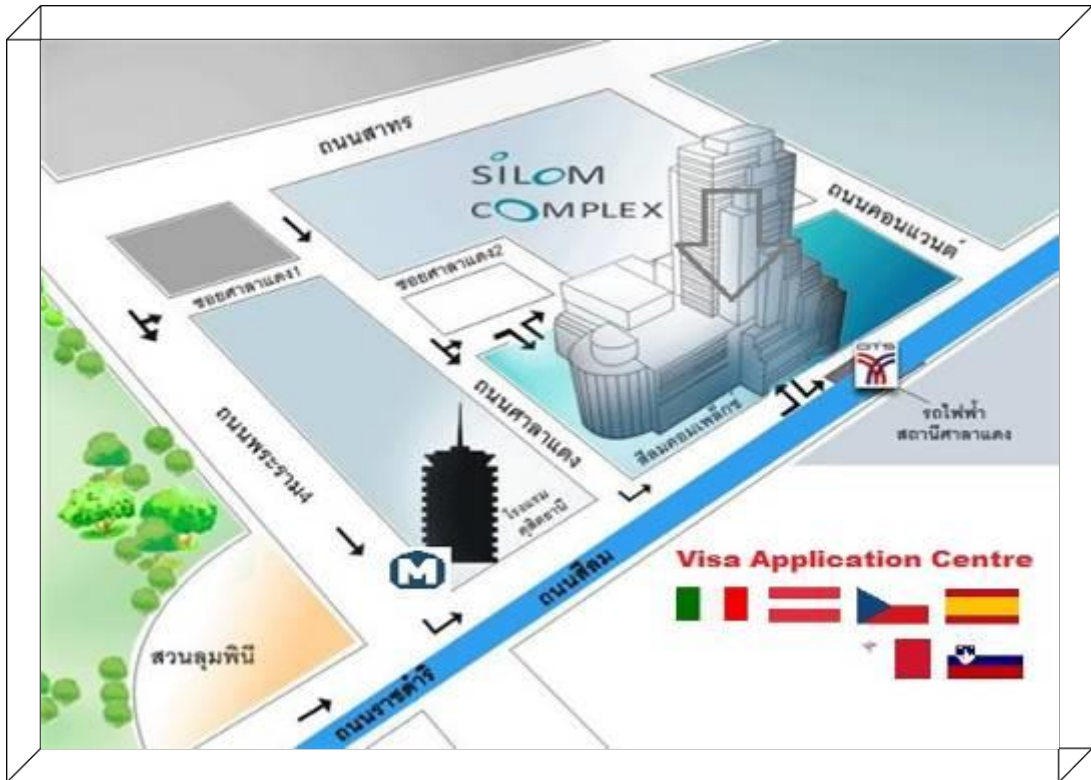 ถนนสาทร
SILOM
COMPLEX
ถนนคอนแวนต์
ซอยศาลาแดง1
ซอยศาลาแดง2
BTS
รถไฟฟ้า
สถานีศาลาแดง
ถนนศาลาแดง
สีลมคอมเพล็กซ์
ถนนพระราม4
โรงแรม
ดุสิตธานี
M
ถนนสีลม
Visa Application Centre
สวนลุมพินี
ถนนราชดำริ